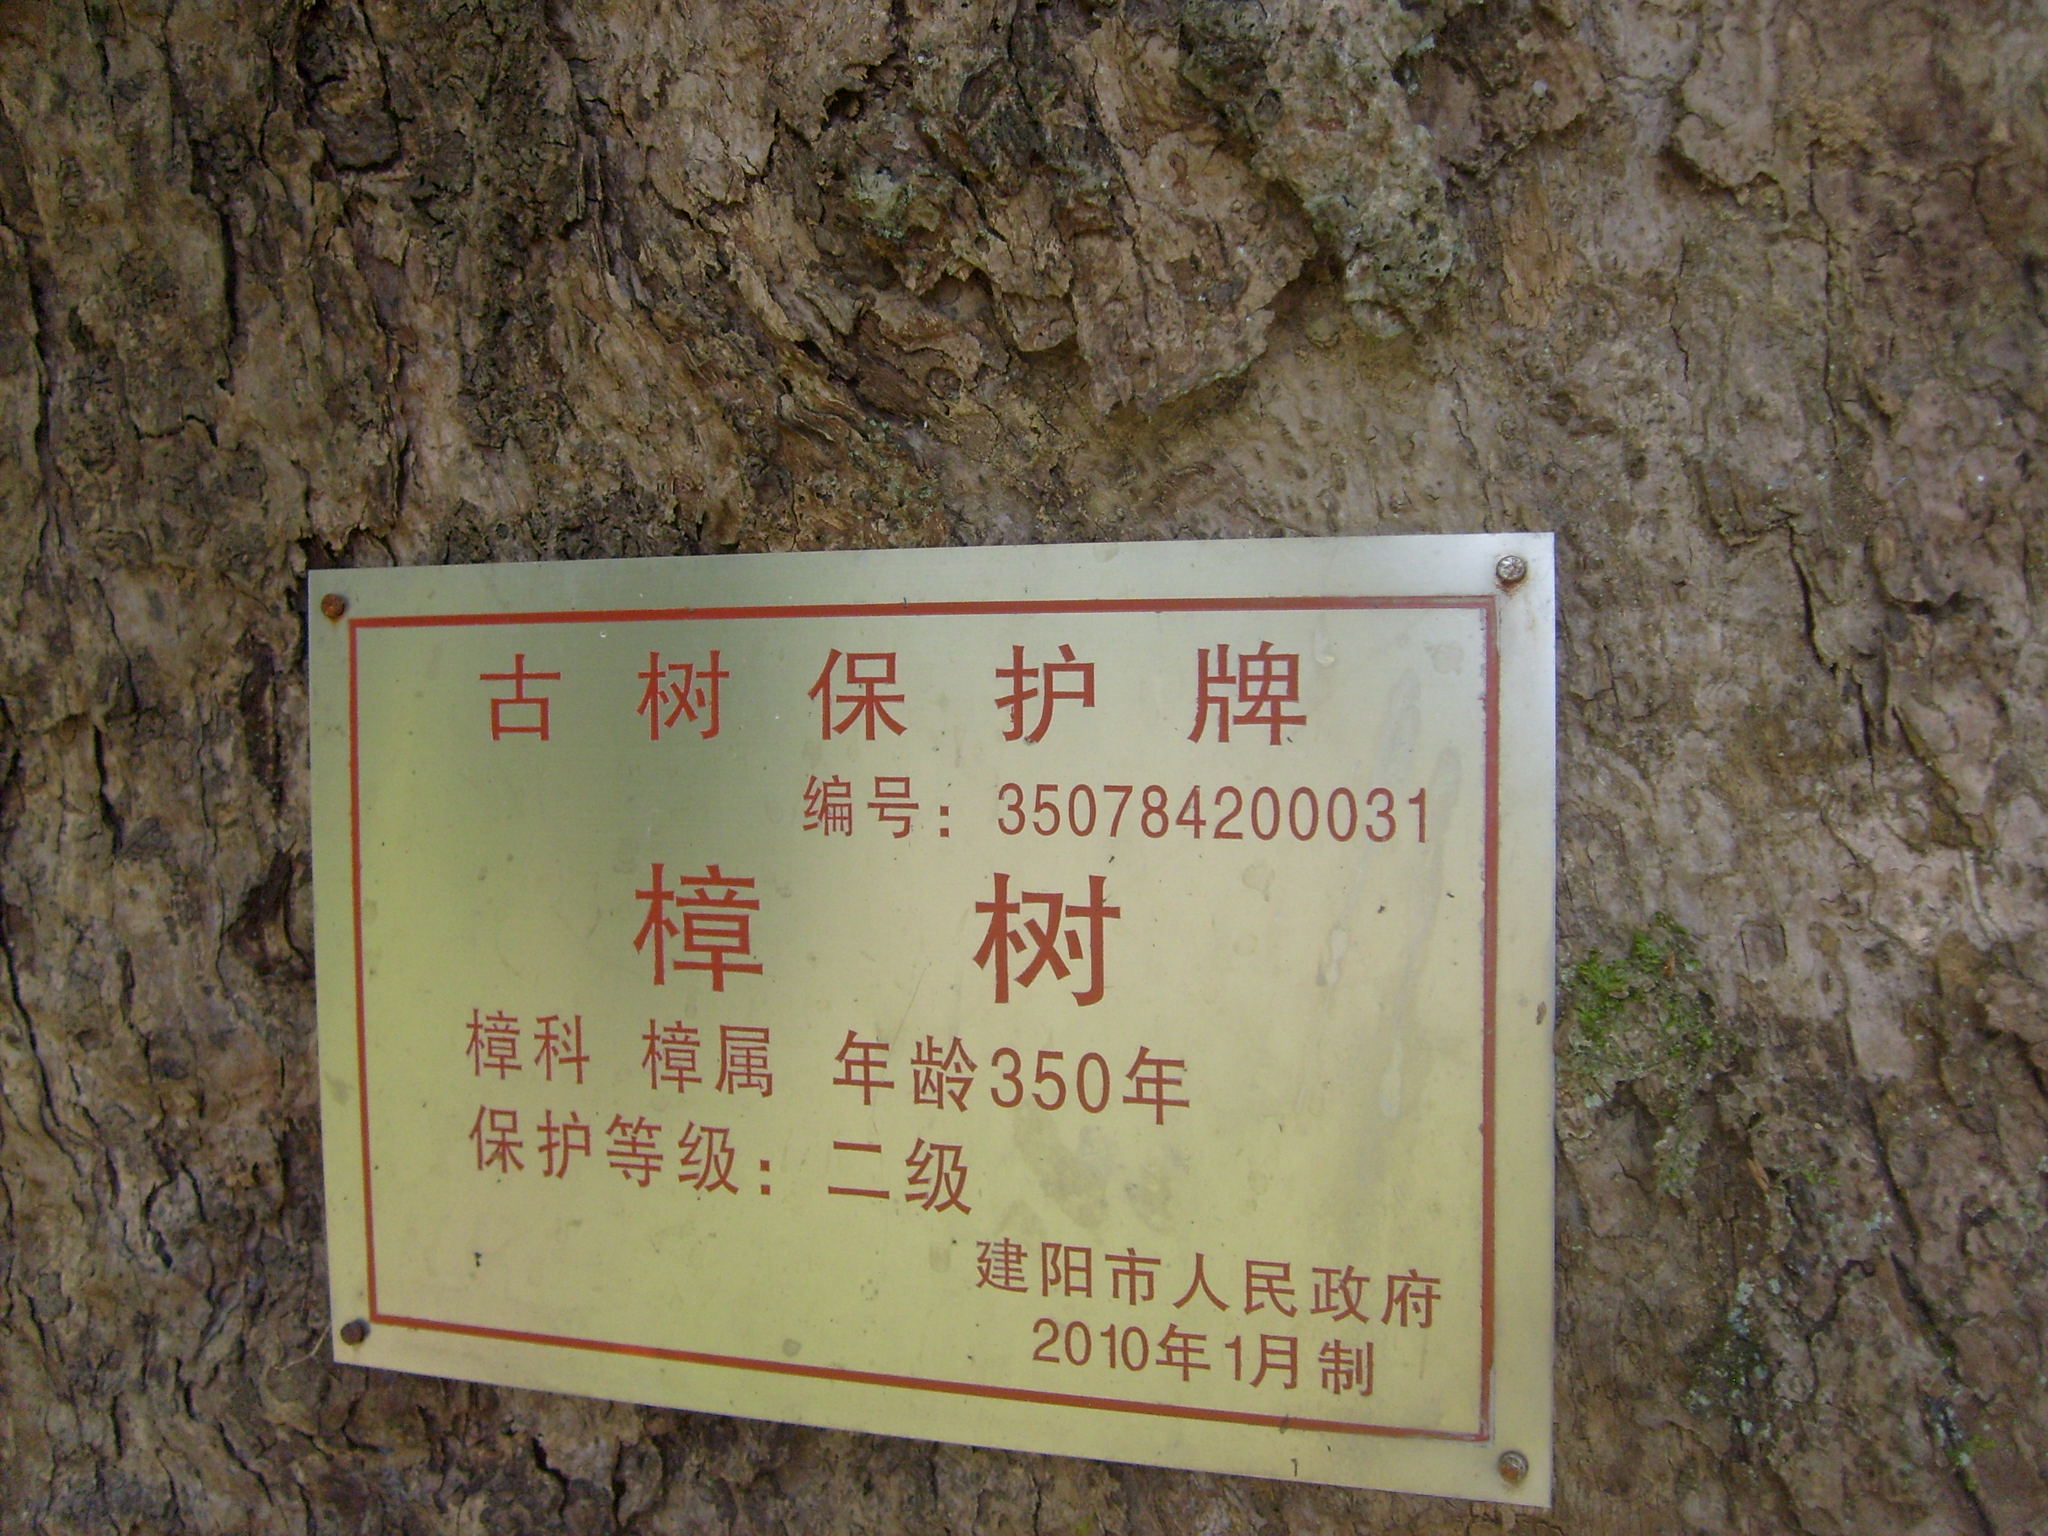 古树保护牌
编号：350784200031
樟树
樟科 樟属 年龄350年
保护等级：二级
建阳市人民政府
2010年1月制